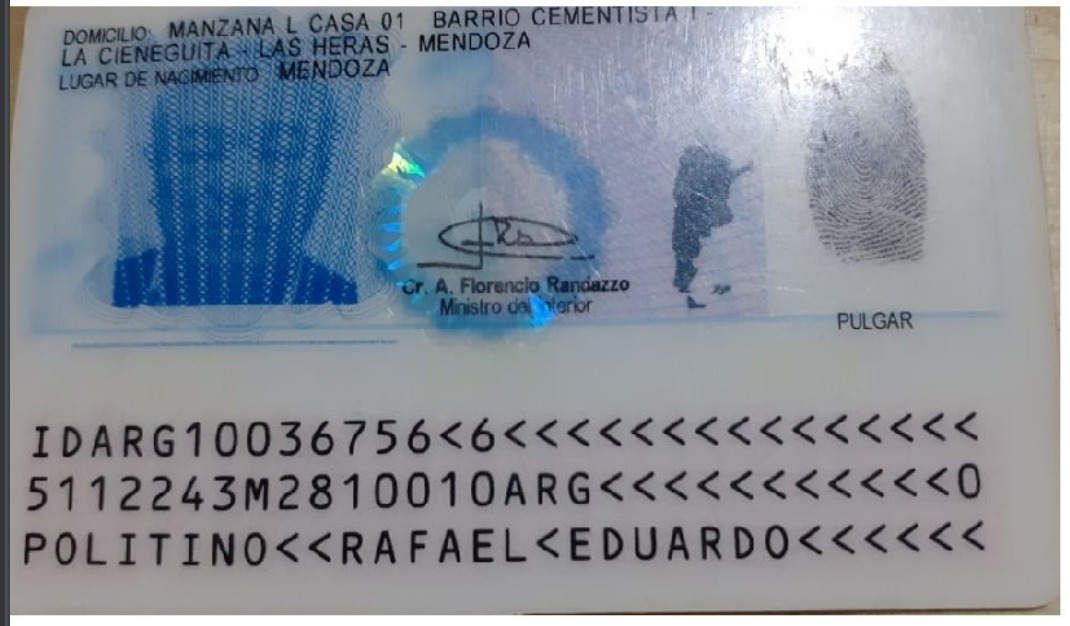 DOMICILIO: MANZANA L CASA 01 BARRIO CEMENTISTA I -
LA CIENEGUITA - LAS HERAS - MENDOZA
LUGAR DE NACIMIENTO: MENDOZA
Cr. A. Florencio Randazzo
Ministro del Interior
PULGAR
IDARG10036756<6<<<<<<<<<<<<<<<
5112243M2810010ARG<<<<<<<<<<<0
POLITINO<<RAFAEL<EDUARDO<<<<<<